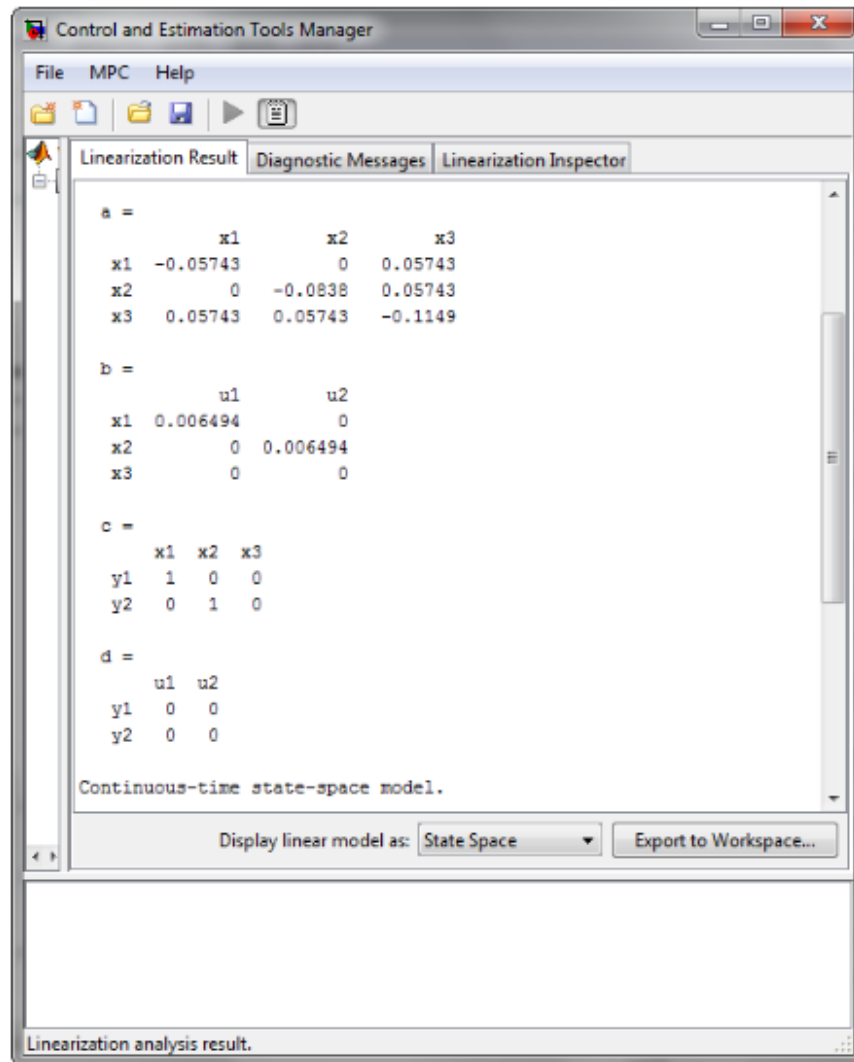 Control and Estimation Tools Manager
File MPC Help
Linearization Result Diagnostic Messages Linearization Inspector
a =
x1 x2 x3
x1 -0.05743 0 0.05743
x2 0 -0.0838 0.05743
x3 0.05743 0.05743 -0.1149
b =
u1 u2
x1 0.006494 0
x2 0 0.006494
x3 0 0
c =
x1 x2 x3
y1 1 0 0
y2 0 1 0
d =
u1 u2
y1 0 0
y2 0 0
Continuous-time state-space model.
Display linear model as: State Space Export to Workspace...
Linearization analysis result.